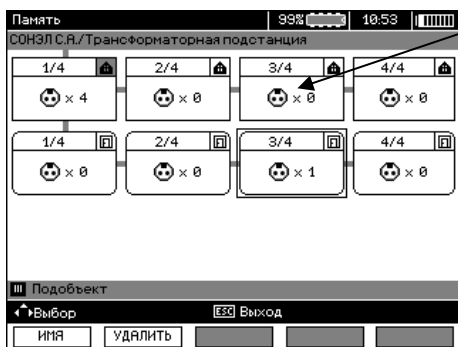 Память 99% 10:53
СОНЭЛ С.А./Трансформаторная подстанция
1/4 2/4 3/4 4/4
× 4 × 0 × 0 × 0
1/4 2/4 3/4 4/4
× 0 × 0 × 1 × 0
Подобъект
Выбор ESC Выход
ИМЯ УДАЛИТЬ